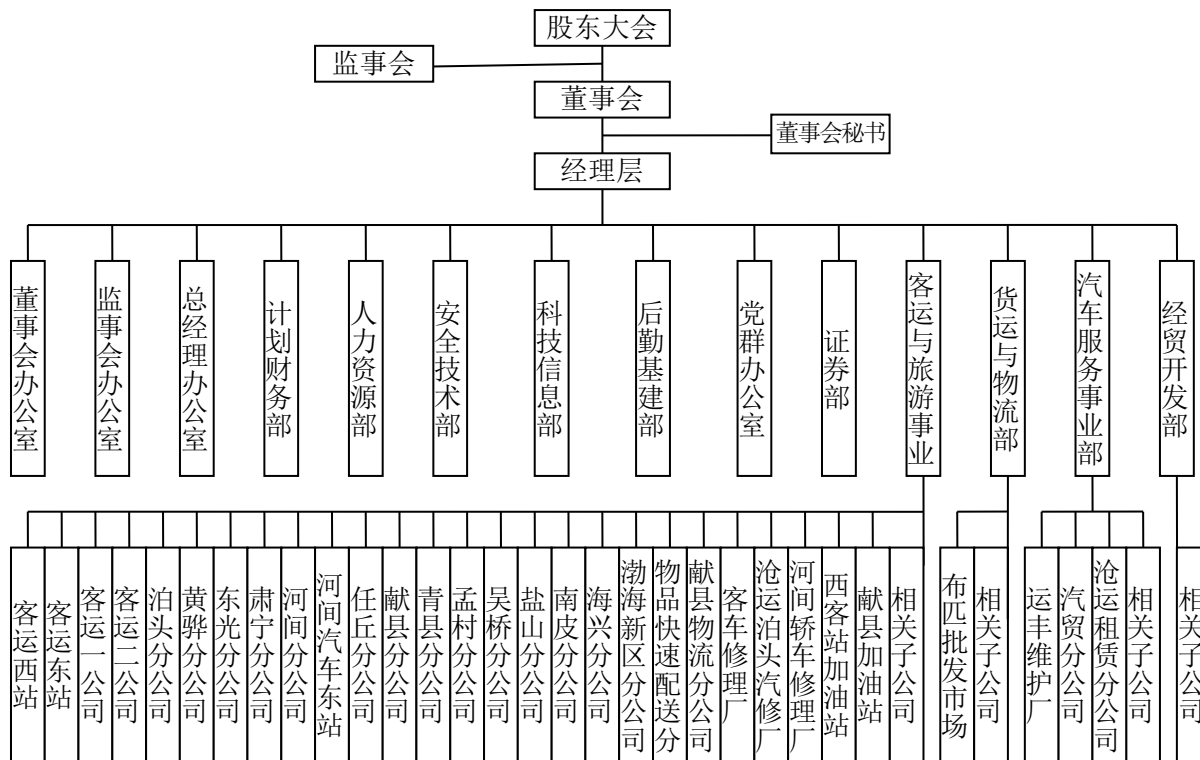 股东大会
监事会
董事会
董事会秘书
经理层
董事会办公室
监事会办公室
总经理办公室
计划财务部
人力资源部
安全技术部
科技信息部
后勤基建部
党群办公室
证券部
客运与旅游事业
货运与物流部
汽车服务事业部
经贸开发部
客运西站
客运东站
客运一公司
客运二公司
泊头分公司
黄骅分公司
东光分公司
肃宁分公司
河间分公司
河间汽车东站
任丘分公司
献县分公司
青县分公司
孟村分公司
吴桥分公司
盐山分公司
南皮分公司
海兴分公司
渤海新区分公司
物品快速配送分
献县物流分公司
客车修理厂
沧运泊头汽修厂
河间轿车修理厂
西客站加油站
献县加油站
相关子公司
布匹批发市场
相关子公司
运丰维护厂
汽贸分公司
沧运租赁分公司
相关子公司
相关子公司